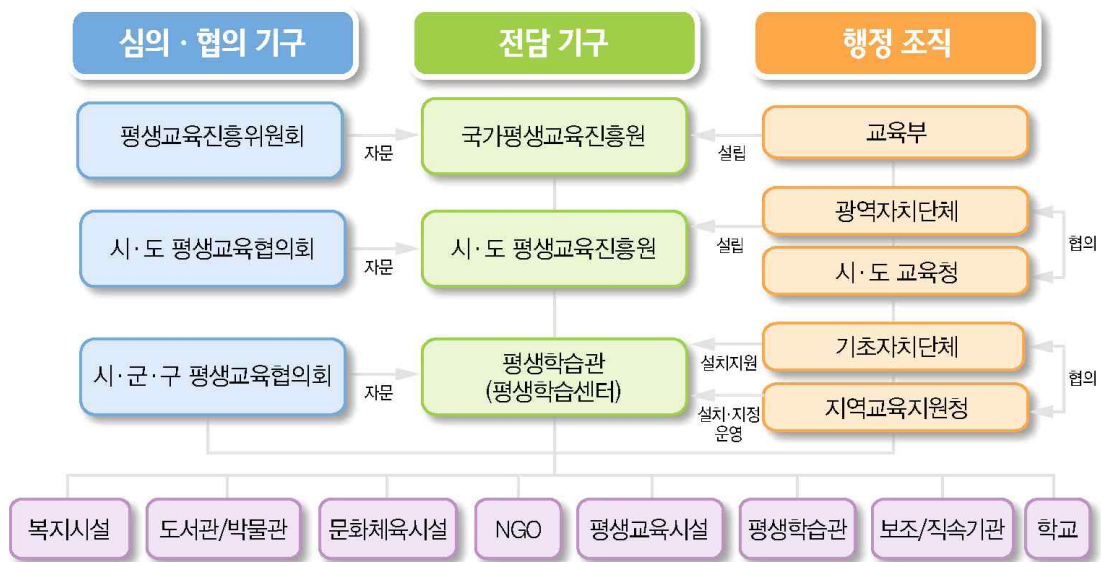 심의·협의 기구
전담 기구
행정 조직
평생교육진흥위원회
자문
국가평생교육진흥원
설립
교육부
시·도 평생교육협의회
자문
시·도 평생교육진흥원
설립
광역자치단체
시·도 교육청
협의
시·군·구 평생교육협의회
자문
평생학습관
(평생학습센터)
설치지원
설치·지정
운영
기초자치단체
지역교육지원청
협의
복지시설
도서관/박물관
문화체육시설
NGO
평생교육시설
평생학습관
보조/직속기관
학교